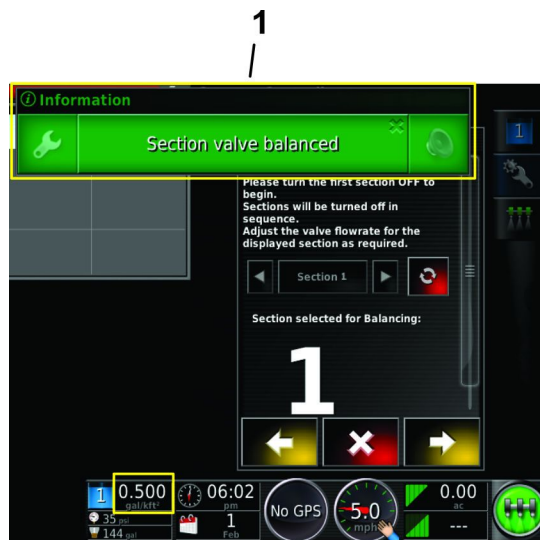 1
Information
Section valve balanced
1
Please turn the first section OFF to
begin.
Sections will be turned off in
sequence.
Adjust the valve flowrate for the
displayed section as required.
Section 1
Section selected for Balancing:
1
1 0.500 gal/kft²
35 psi
144 gal
06:02
pm
1
Feb
No GPS
5.0
mph
0.00
ac
---